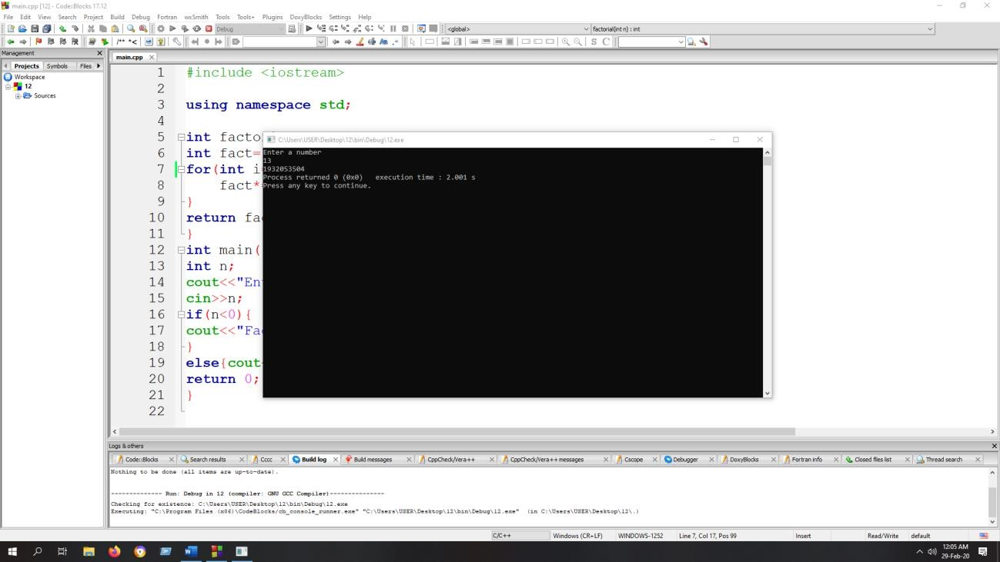 main.cpp [12] - Code::Blocks 17.12
File Edit View Search Project Build Debug Fortran wxSmith Tools Tools+ Plugins DoxyBlocks Settings Help
Debug
<global>
factorial(int n) : int
/** *<
S C
Management
main.cpp
Projects Symbols Files
Workspace
12
Sources
1 #include <iostream>
2
3 using namespace std;
4
5 int facto
6 int fact=
7 for(int i
8 fact*
9 }
10 return fa
11 }
12 int main(
13 int n;
14 cout<<"En
15 cin>>n;
16 if(n<0){
17 cout<<"Fa
18 }
19 else{cout
20 return 0;
21 }
22
C:\Users\USER\Desktop\12\bin\Debug\12.exe
Enter a number
13
1932053504
Process returned 0 (0x0) execution time : 2.001 s
Press any key to continue.
Logs & others
Code::Blocks Search results Cccc Build log Build messages CppCheck/Vera++ CppCheck/Vera++ messages Cscope Debugger DoxyBlocks Fortran info Closed files list Thread search
Nothing to be done (all items are up-to-date).
-------------- Run: Debug in 12 (compiler: GNU GCC Compiler)---------------
Checking for existence: C:\Users\USER\Desktop\12\bin\Debug\12.exe
Executing: "C:\Program Files (x86)\CodeBlocks/cb_console_runner.exe" "C:\Users\USER\Desktop\12\bin\Debug\12.exe" (in C:\Users\USER\Desktop\12\.)
C/C++ Windows (CR+LF) WINDOWS-1252 Line 7, Col 17, Pos 99 Insert Read/Write default
12:05 AM
29-Feb-20